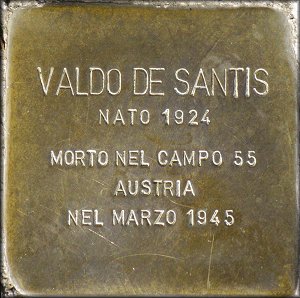 VALDO DE SANTIS
NATO 1924
MORTO NEL CAMPO 55
AUSTRIA
NEL MARZO 1945